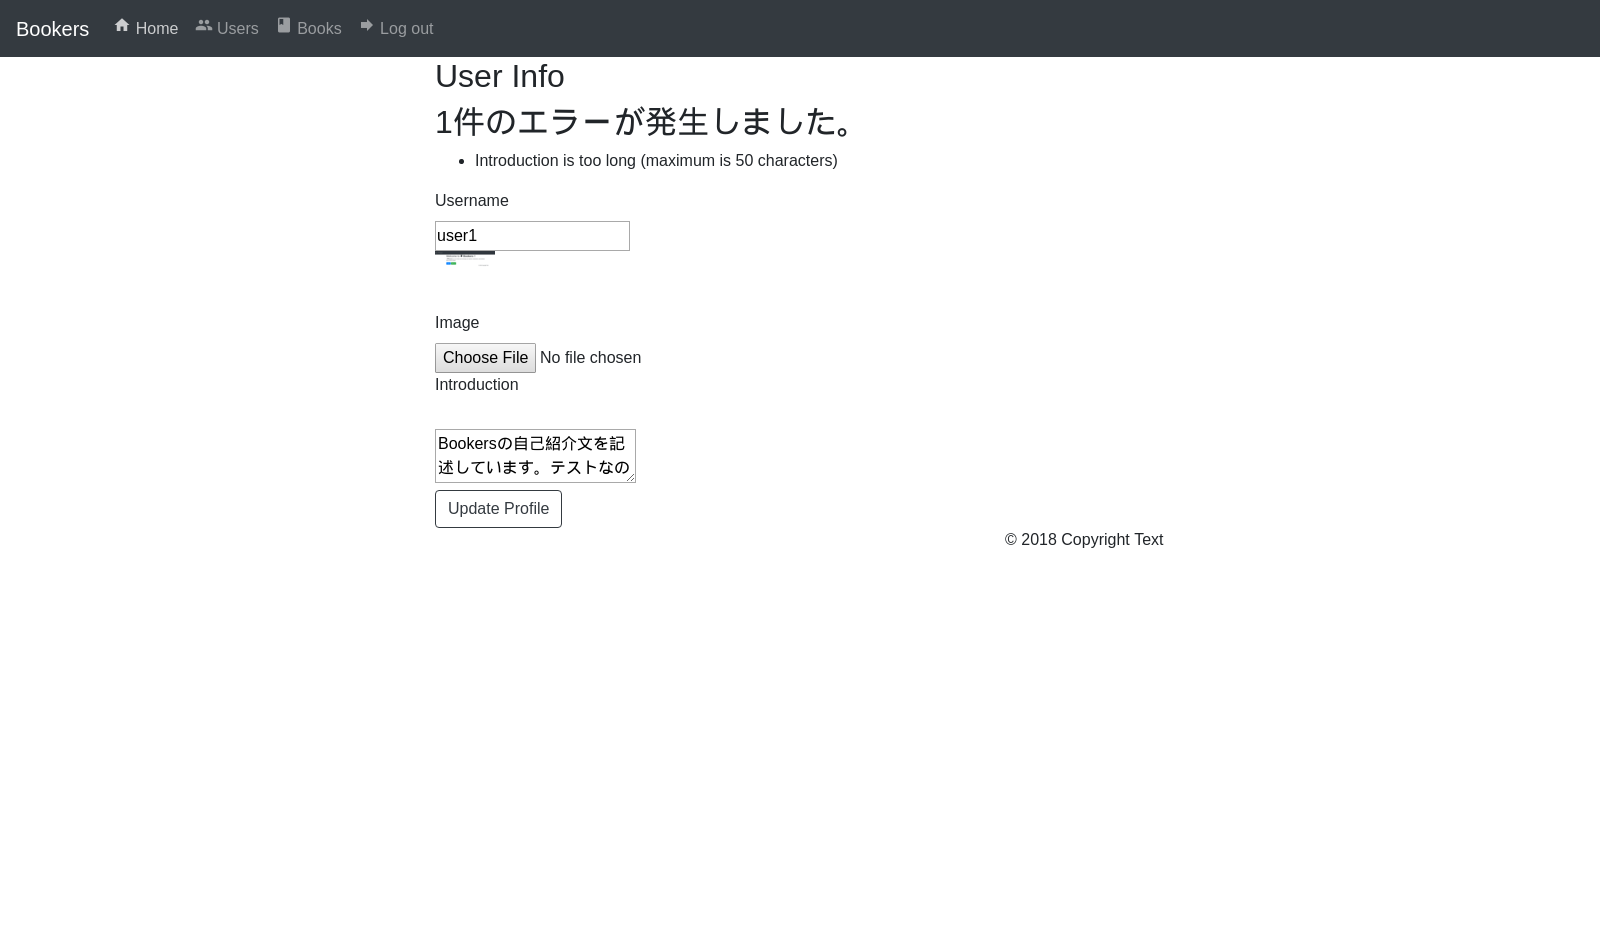 Bookers Home Users Books Log out
User Info
1件のエラーが発生しました。
Introduction is too long (maximum is 50 characters)
Username
user1
Image
Choose File No file chosen
Introduction
Bookersの自己紹介文を記
述しています。テストなの
Update Profile
© 2018 Copyright Text